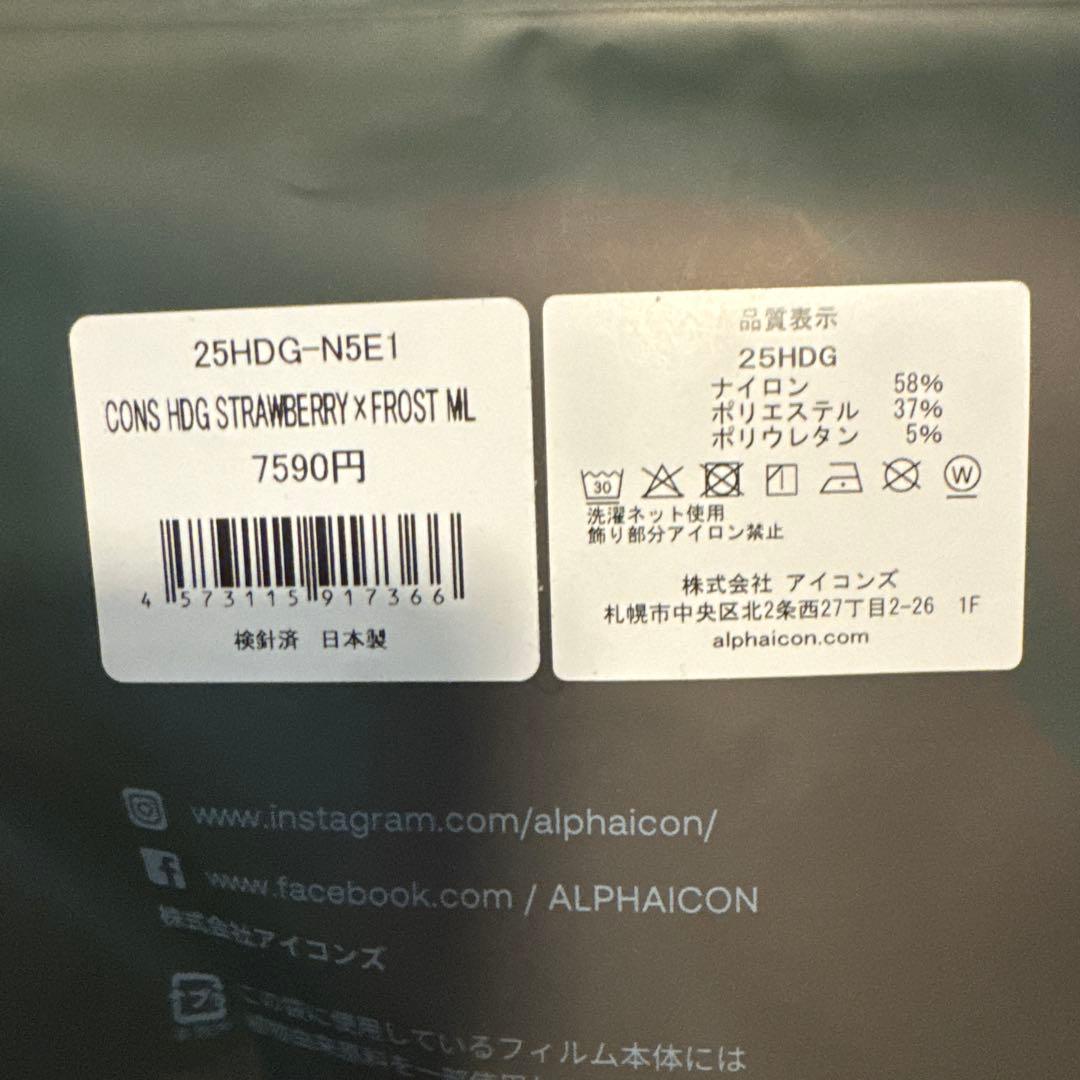 25HDG-N5E1
CONS HDG STRAWBERRY×FROST ML
7590円
4 573115 917366
検針済 日本製
品質表示
25HDG
ナイロン 58%
ポリエステル 37%
ポリウレタン 5%
30 W
洗濯ネット使用
飾り部分アイロン禁止
株式会社 アイコンズ
札幌市中央区北2条西27丁目2-26 1F
alphaicon.com
www.instagram.com/alphaicon/
www.facebook.com / ALPHAICON
株式会社アイコンズ
プ
この袋に使用しているフィルム本体には